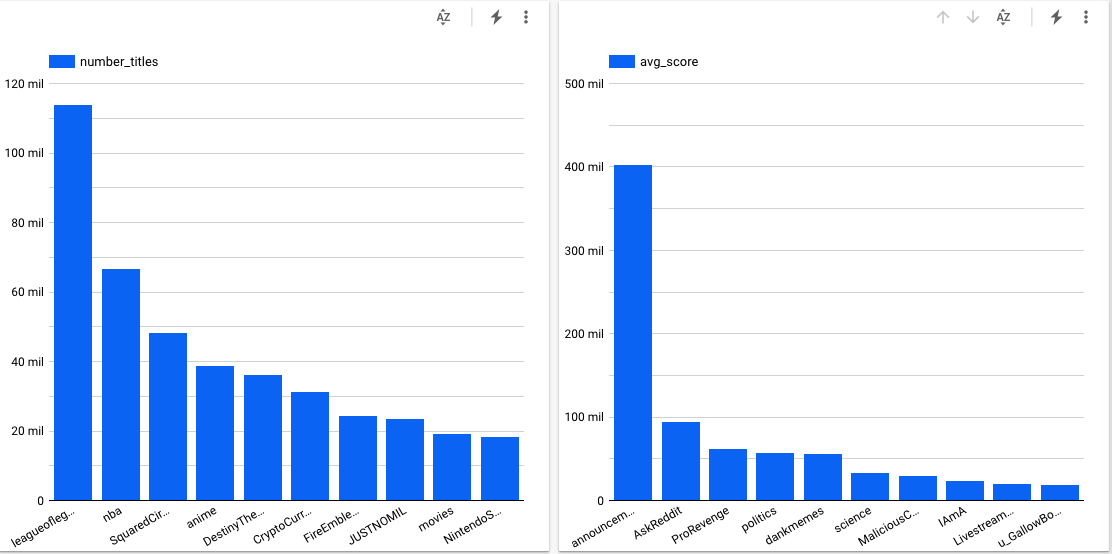 AZ
number_titles
120 mil
100 mil
80 mil
60 mil
40 mil
20 mil
0
leagueofleg...
nba
SquaredCir...
anime
DestinyThe...
CryptoCurr...
FireEmble...
JUSTNOMIL
movies
NintendoS...
AZ
avg_score
500 mil
400 mil
300 mil
200 mil
100 mil
0
announcem...
AskReddit
ProRevenge
politics
dankmemes
science
MaliciousC...
IAmA
Livestream...
u_GallowBo...